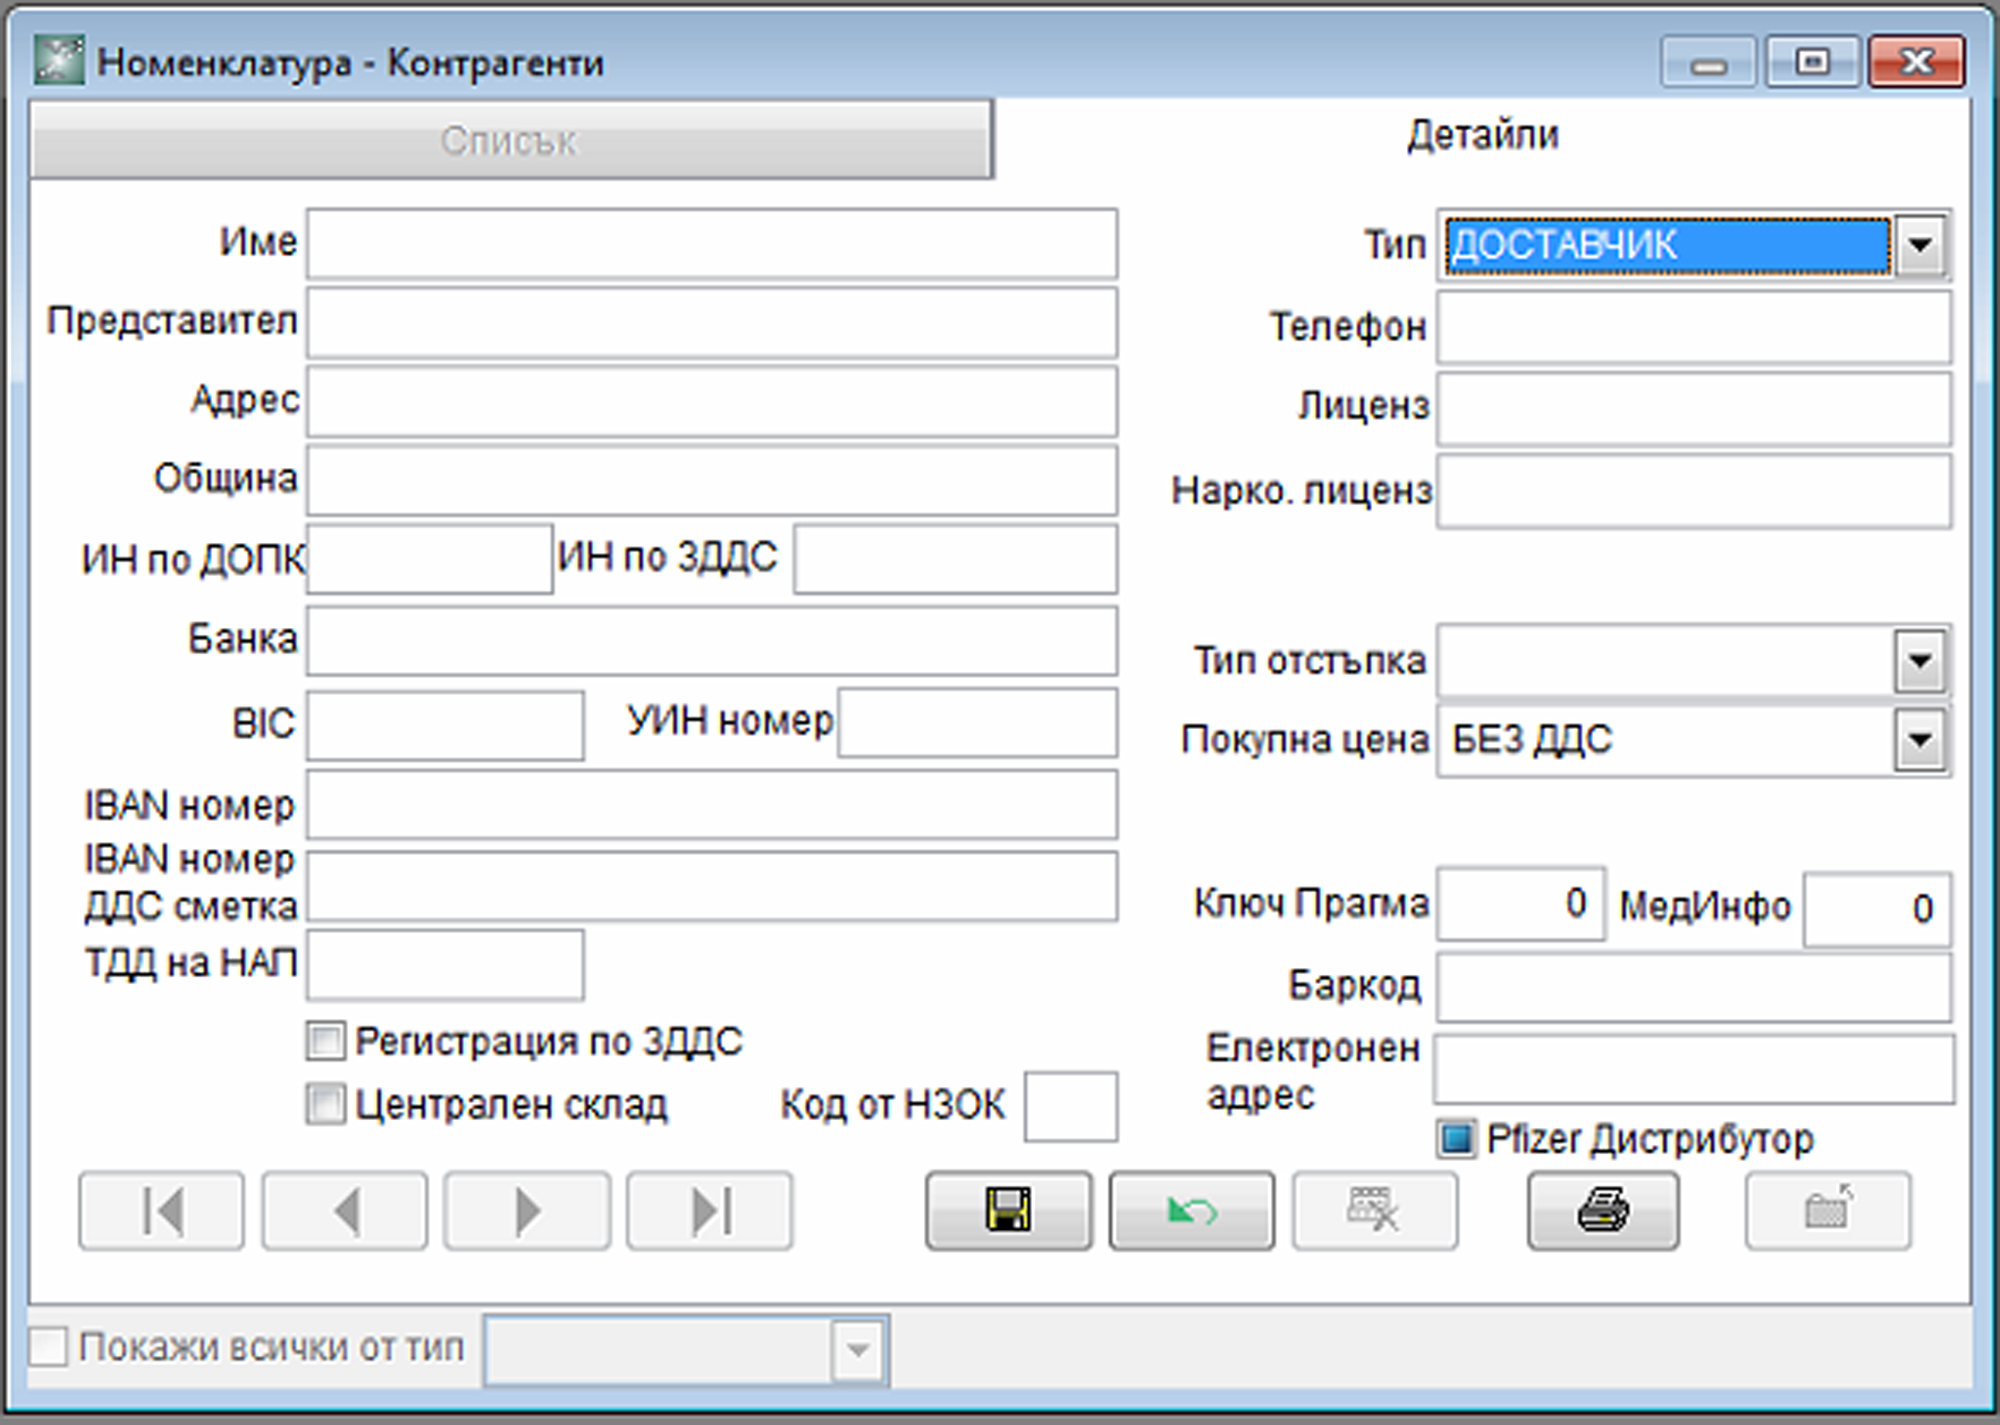 Номенклатура - Контрагенти
Списък
Детайли
Име
Тип ДОСТАВЧИК
Представител
Телефон
Адрес
Лиценз
Община
Нарко. лиценз
ИН по ДОПК ИН по ЗДДС
Банка
Тип отстъпка
BIC УИН номер
Покупна цена БЕЗ ДДС
IBAN номер
IBAN номер
ДДС сметка
Ключ Прагма 0 МедИнфо 0
ТДД на НАП
Баркод
Регистрация по ЗДДС
Електронен
адрес
Централен склад Код от НЗОК
Pfizer Дистрибутор
Покажи всички от тип